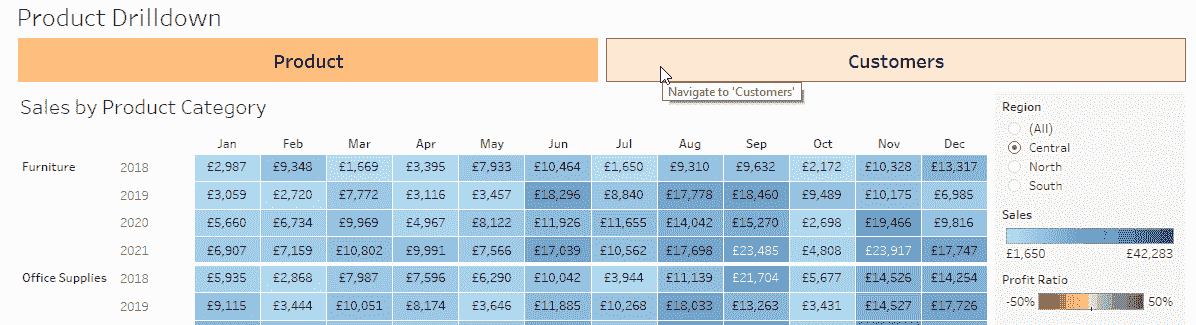 Product Drilldown
Product Customers
Navigate to 'Customers'
Sales by Product Category
Jan Feb Mar Apr May Jun Jul Aug Sep Oct Nov Dec
Furniture 2018 £2,987 £9,348 £1,669 £3,395 £7,933 £10,464 £1,650 £9,310 £9,632 £2,172 £10,328 £13,317
2019 £3,059 £2,720 £7,772 £3,116 £3,457 £18,296 £8,840 £17,778 £18,460 £9,489 £10,175 £6,985
2020 £5,660 £6,734 £9,969 £4,967 £8,122 £11,926 £11,655 £14,042 £15,270 £2,698 £19,466 £9,816
2021 £6,907 £7,159 £10,802 £9,991 £7,566 £17,039 £10,562 £17,698 £23,485 £4,808 £23,917 £17,747
Office Supplies 2018 £5,935 £2,868 £7,987 £7,596 £6,290 £10,042 £3,944 £11,139 £21,704 £5,677 £14,526 £14,254
2019 £9,115 £3,444 £10,051 £8,174 £3,646 £11,885 £10,268 £18,033 £13,263 £3,431 £14,527 £17,726
Region
(All)
Central
North
South
Sales
£1,650 £42,283
Profit Ratio
-50% 50%